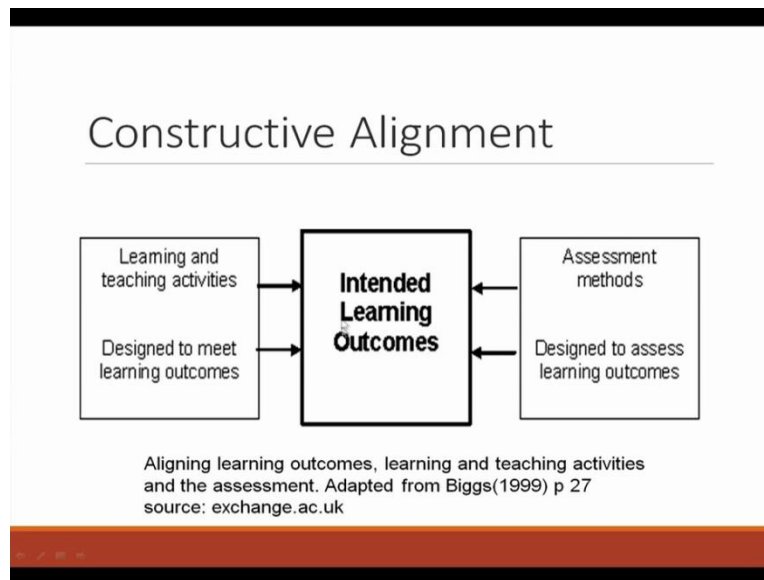 Constructive Alignment
Learning and
teaching activities
Designed to meet
learning outcomes
Intended
Learning
Outcomes
Assessment
methods
Designed to assess
learning outcomes
Aligning learning outcomes, learning and teaching activities
and the assessment. Adapted from Biggs(1999) p 27
source: exchange.ac.uk